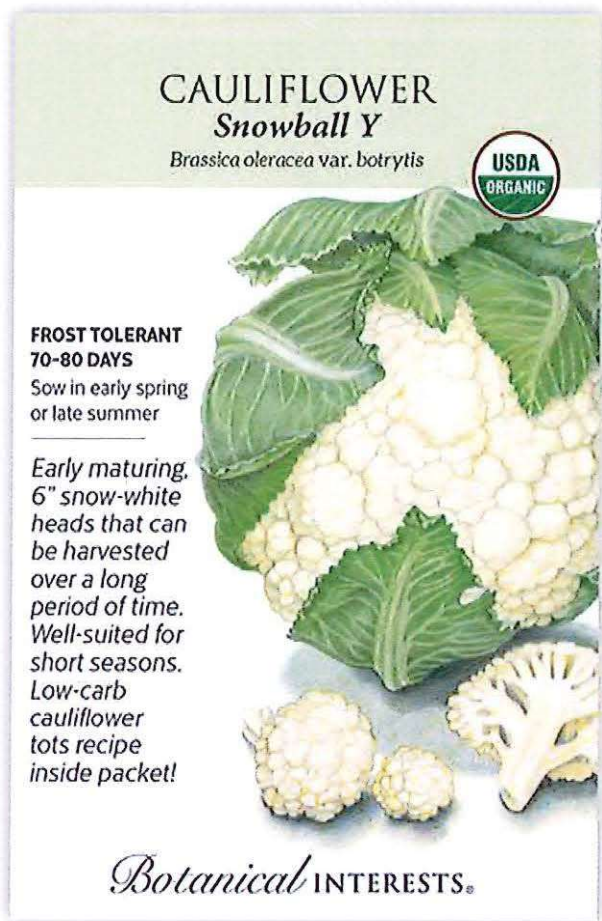 CAULIFLOWER
Snowball Y
Brassica oleracea var. botrytis
USDA
ORGANIC
FROST TOLERANT
70-80 DAYS
Sow in early spring
or late summer
Early maturing,
6" snow-white
heads that can
be harvested
over a long
period of time.
Well-suited for
short seasons.
Low-carb
cauliflower
tots recipe
inside packet!
Botanical INTERESTS®